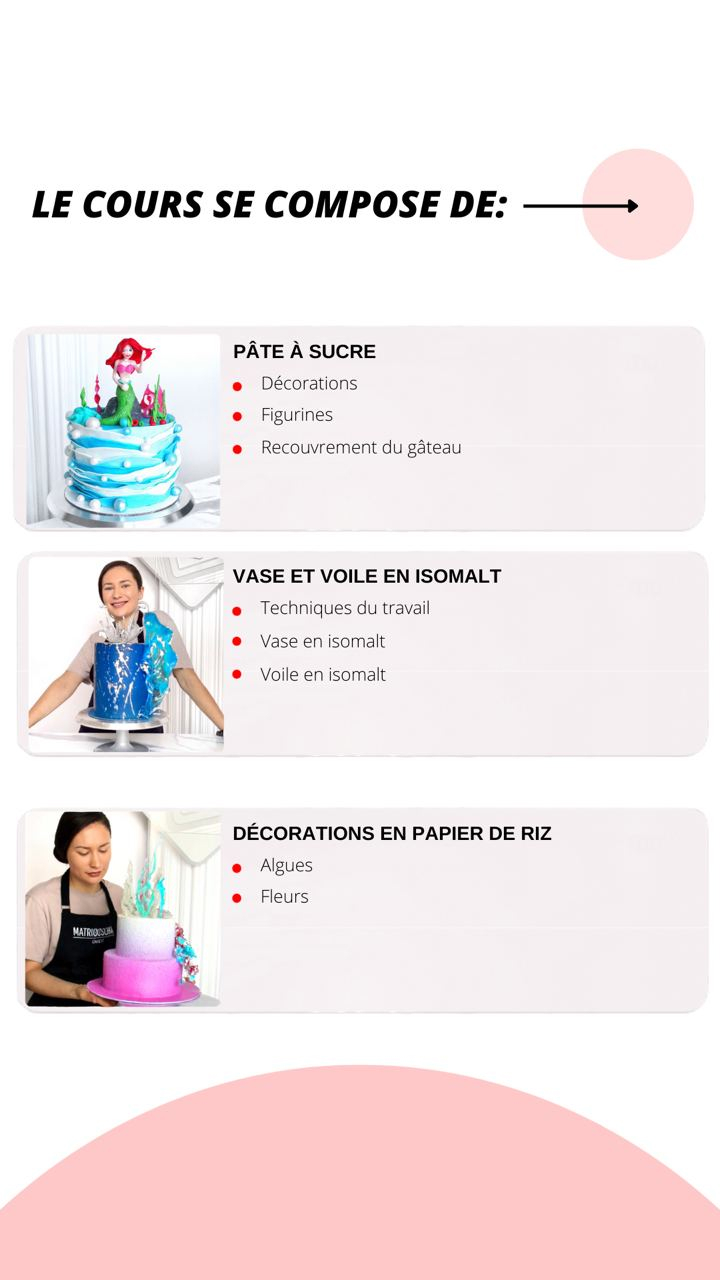 LE COURS SE COMPOSE DE:
PÂTE À SUCRE
Décorations
Figurines
Recouvrement du gâteau
VASE ET VOILE EN ISOMALT
Techniques du travail
Vase en isomalt
Voile en isomalt
DÉCORATIONS EN PAPIER DE RIZ
Algues
Fleurs